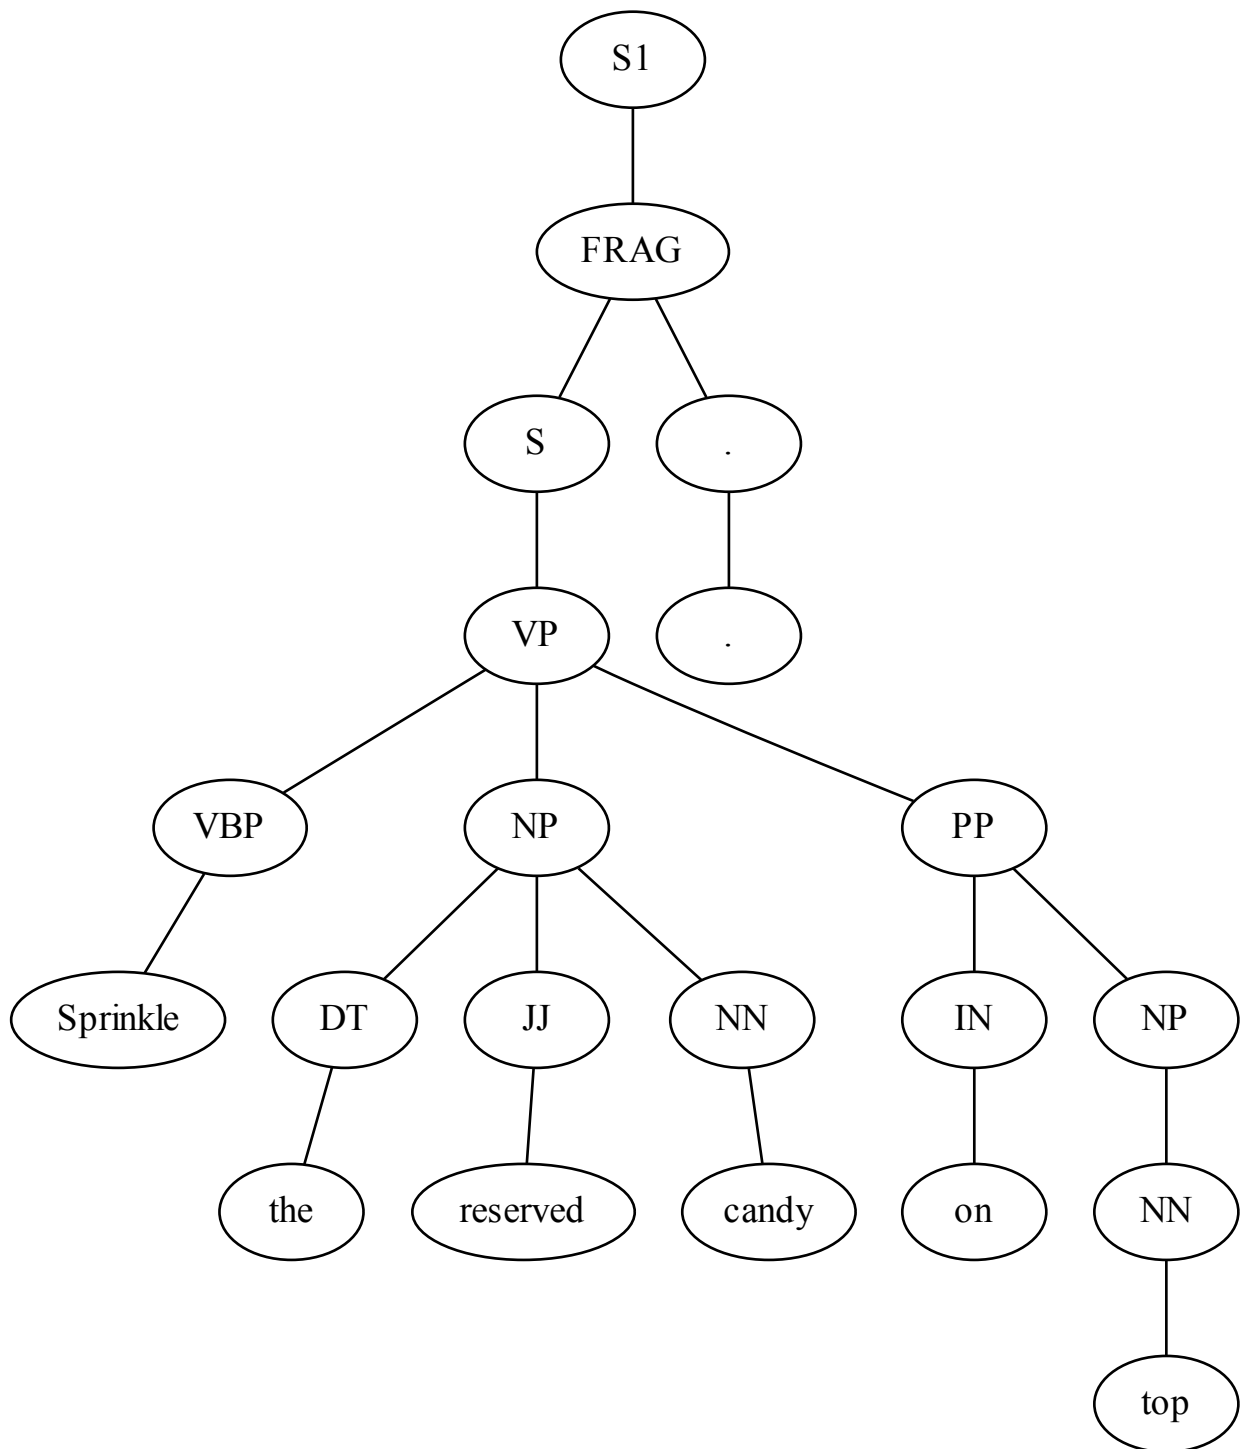 S1
FRAG
S .
VP .
VBP NP PP
Sprinkle DT JJ NN IN NP
the reserved candy on NN
top